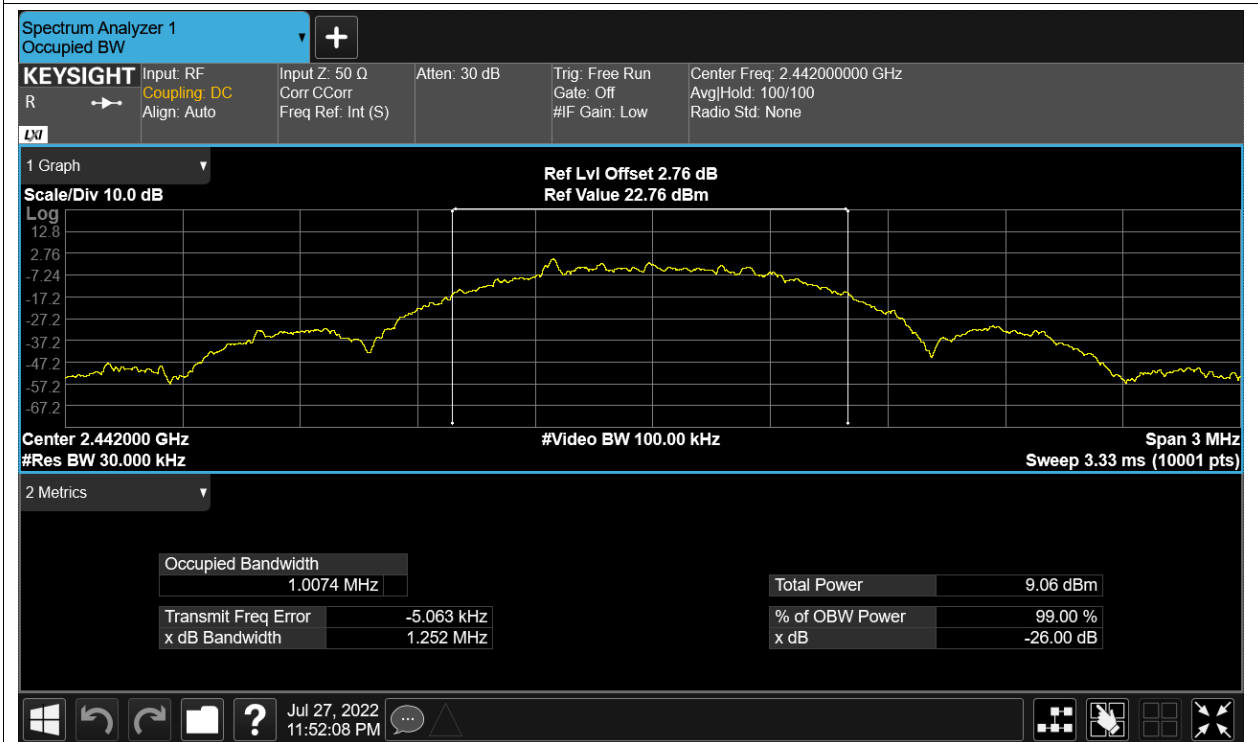 Spectrum Analyzer 1
Occupied BW
+
KEYSIGHT Input: RF Input Z: 50 Ω Atten: 30 dB Trig: Free Run Center Freq: 2.442000000 GHz
R Coupling: DC Corr CCorr Gate: Off Avg|Hold: 100/100
Align: Auto Freq Ref: Int (S) #IF Gain: Low Radio Std: None
LXI
1 Graph
Ref Lvl Offset 2.76 dB
Scale/Div 10.0 dB Ref Value 22.76 dBm
Log
12.8
2.76
-7.24
-17.2
-27.2
-37.2
-47.2
-57.2
-67.2
Center 2.442000 GHz #Video BW 100.00 kHz Span 3 MHz
#Res BW 30.000 kHz Sweep 3.33 ms (10001 pts)
2 Metrics
Occupied Bandwidth
1.0074 MHz Total Power 9.06 dBm
Transmit Freq Error -5.063 kHz % of OBW Power 99.00 %
x dB Bandwidth 1.252 MHz x dB -26.00 dB
? Jul 27, 2022
11:52:08 PM